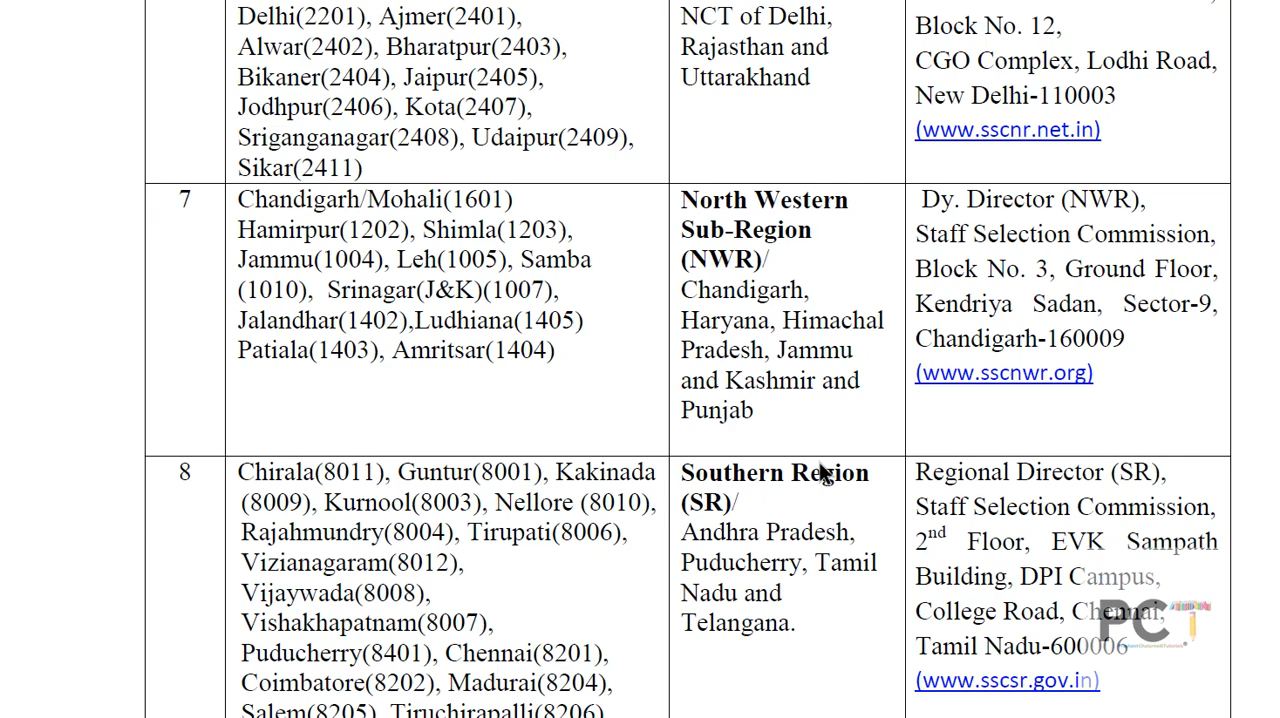 Delhi(2201), Ajmer(2401),
Alwar(2402), Bharatpur(2403),
Bikaner(2404), Jaipur(2405),
Jodhpur(2406), Kota(2407),
Sriganganagar(2408), Udaipur(2409),
Sikar(2411)
NCT of Delhi,
Rajasthan and
Uttarakhand
Block No. 12,
CGO Complex, Lodhi Road,
New Delhi-110003
(www.sscnr.net.in)
7
Chandigarh/Mohali(1601)
Hamirpur(1202), Shimla(1203),
Jammu(1004), Leh(1005), Samba
(1010), Srinagar(J&K)(1007),
Jalandhar(1402),Ludhiana(1405)
Patiala(1403), Amritsar(1404)
North Western
Sub-Region
(NWR)/
Chandigarh,
Haryana, Himachal
Pradesh, Jammu
and Kashmir and
Punjab
Dy. Director (NWR),
Staff Selection Commission,
Block No. 3, Ground Floor,
Kendriya Sadan, Sector-9,
Chandigarh-160009
(www.sscnwr.org)
8
Chirala(8011), Guntur(8001), Kakinada
(8009), Kurnool(8003), Nellore (8010),
Rajahmundry(8004), Tirupati(8006),
Vizianagaram(8012),
Vijaywada(8008),
Vishakhapatnam(8007),
Puducherry(8401), Chennai(8201),
Coimbatore(8202), Madurai(8204),
Salem(8205), Tiruchirapalli(8206)
Southern Region
(SR)/
Andhra Pradesh,
Puducherry, Tamil
Nadu and
Telangana.
Regional Director (SR),
Staff Selection Commission,
2nd Floor, EVK Sampath
Building, DPI Campus,
College Road, Chennai,
Tamil Nadu-600006
(www.sscsr.gov.in)
PCT